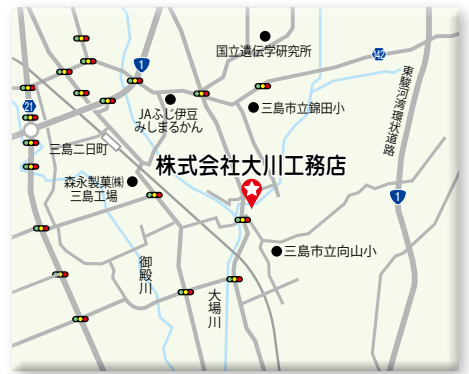 国立遺伝学研究所
142
1
東駿河湾環状道路
21
JAふじ伊豆
みしまるかん
三島市立錦田小
三島二日町
株式会社大川工務店
森永製菓㈱
三島工場
1
三島市立向山小
御殿川
大場川